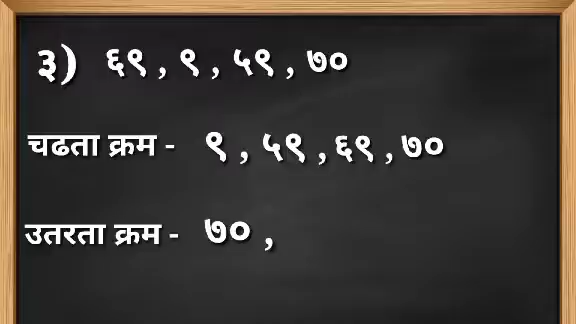 ३) ६९ , ९ , ५९ , ७०
चढता क्रम - ९ , ५९ , ६९ , ७०
उतरता क्रम - ७० ,